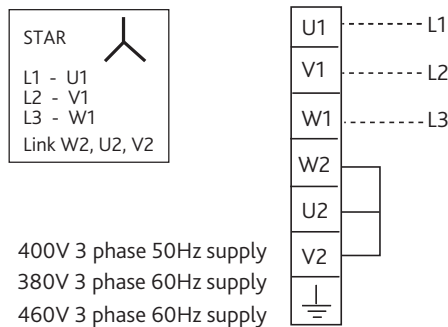 STAR
L1 - U1
L2 - V1
L3 - W1
Link W2, U2, V2
U1 L1
V1 L2
W1 L3
W2
U2
V2
400V 3 phase 50Hz supply
380V 3 phase 60Hz supply
460V 3 phase 60Hz supply